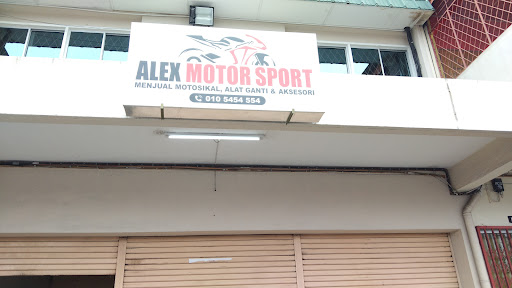 ALEX MOTOR SPORT
MENJUAL MOTOSIKAL, ALAT GANTI & AKSESORI
010 5454 554